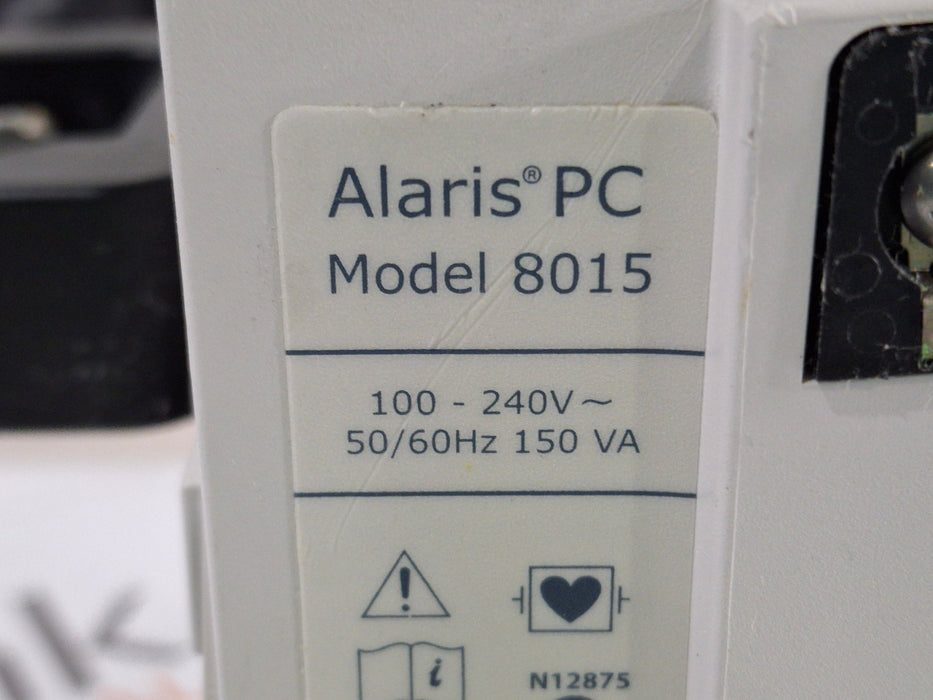 Alaris® PC
Model 8015
100 - 240V~
50/60Hz 150 VA
!
i
N12875